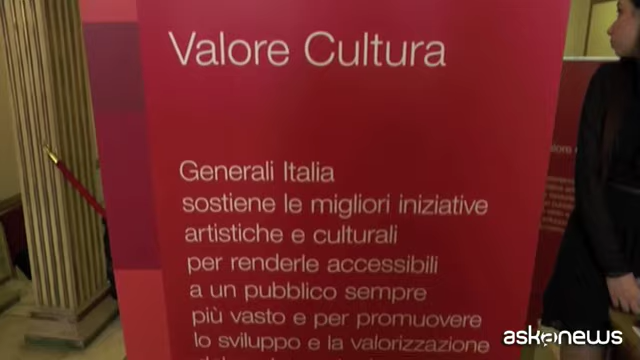 Valore Cultura
Generali Italia
sostiene le migliori iniziative
artistiche e culturali
per renderle accessibili
a un pubblico sempre
più vasto e per promuovere
lo sviluppo e la valorizzazione
askanews